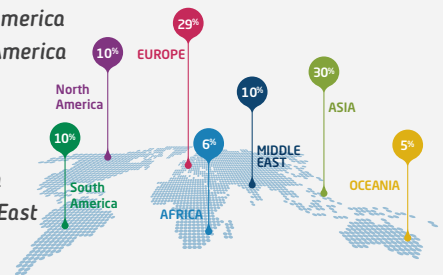 America
America
East
29%
EUROPE
10%
North
America
30%
ASIA
10%
MIDDLE
EAST
10%
South
America
6%
AFRICA
5%
OCEANIA